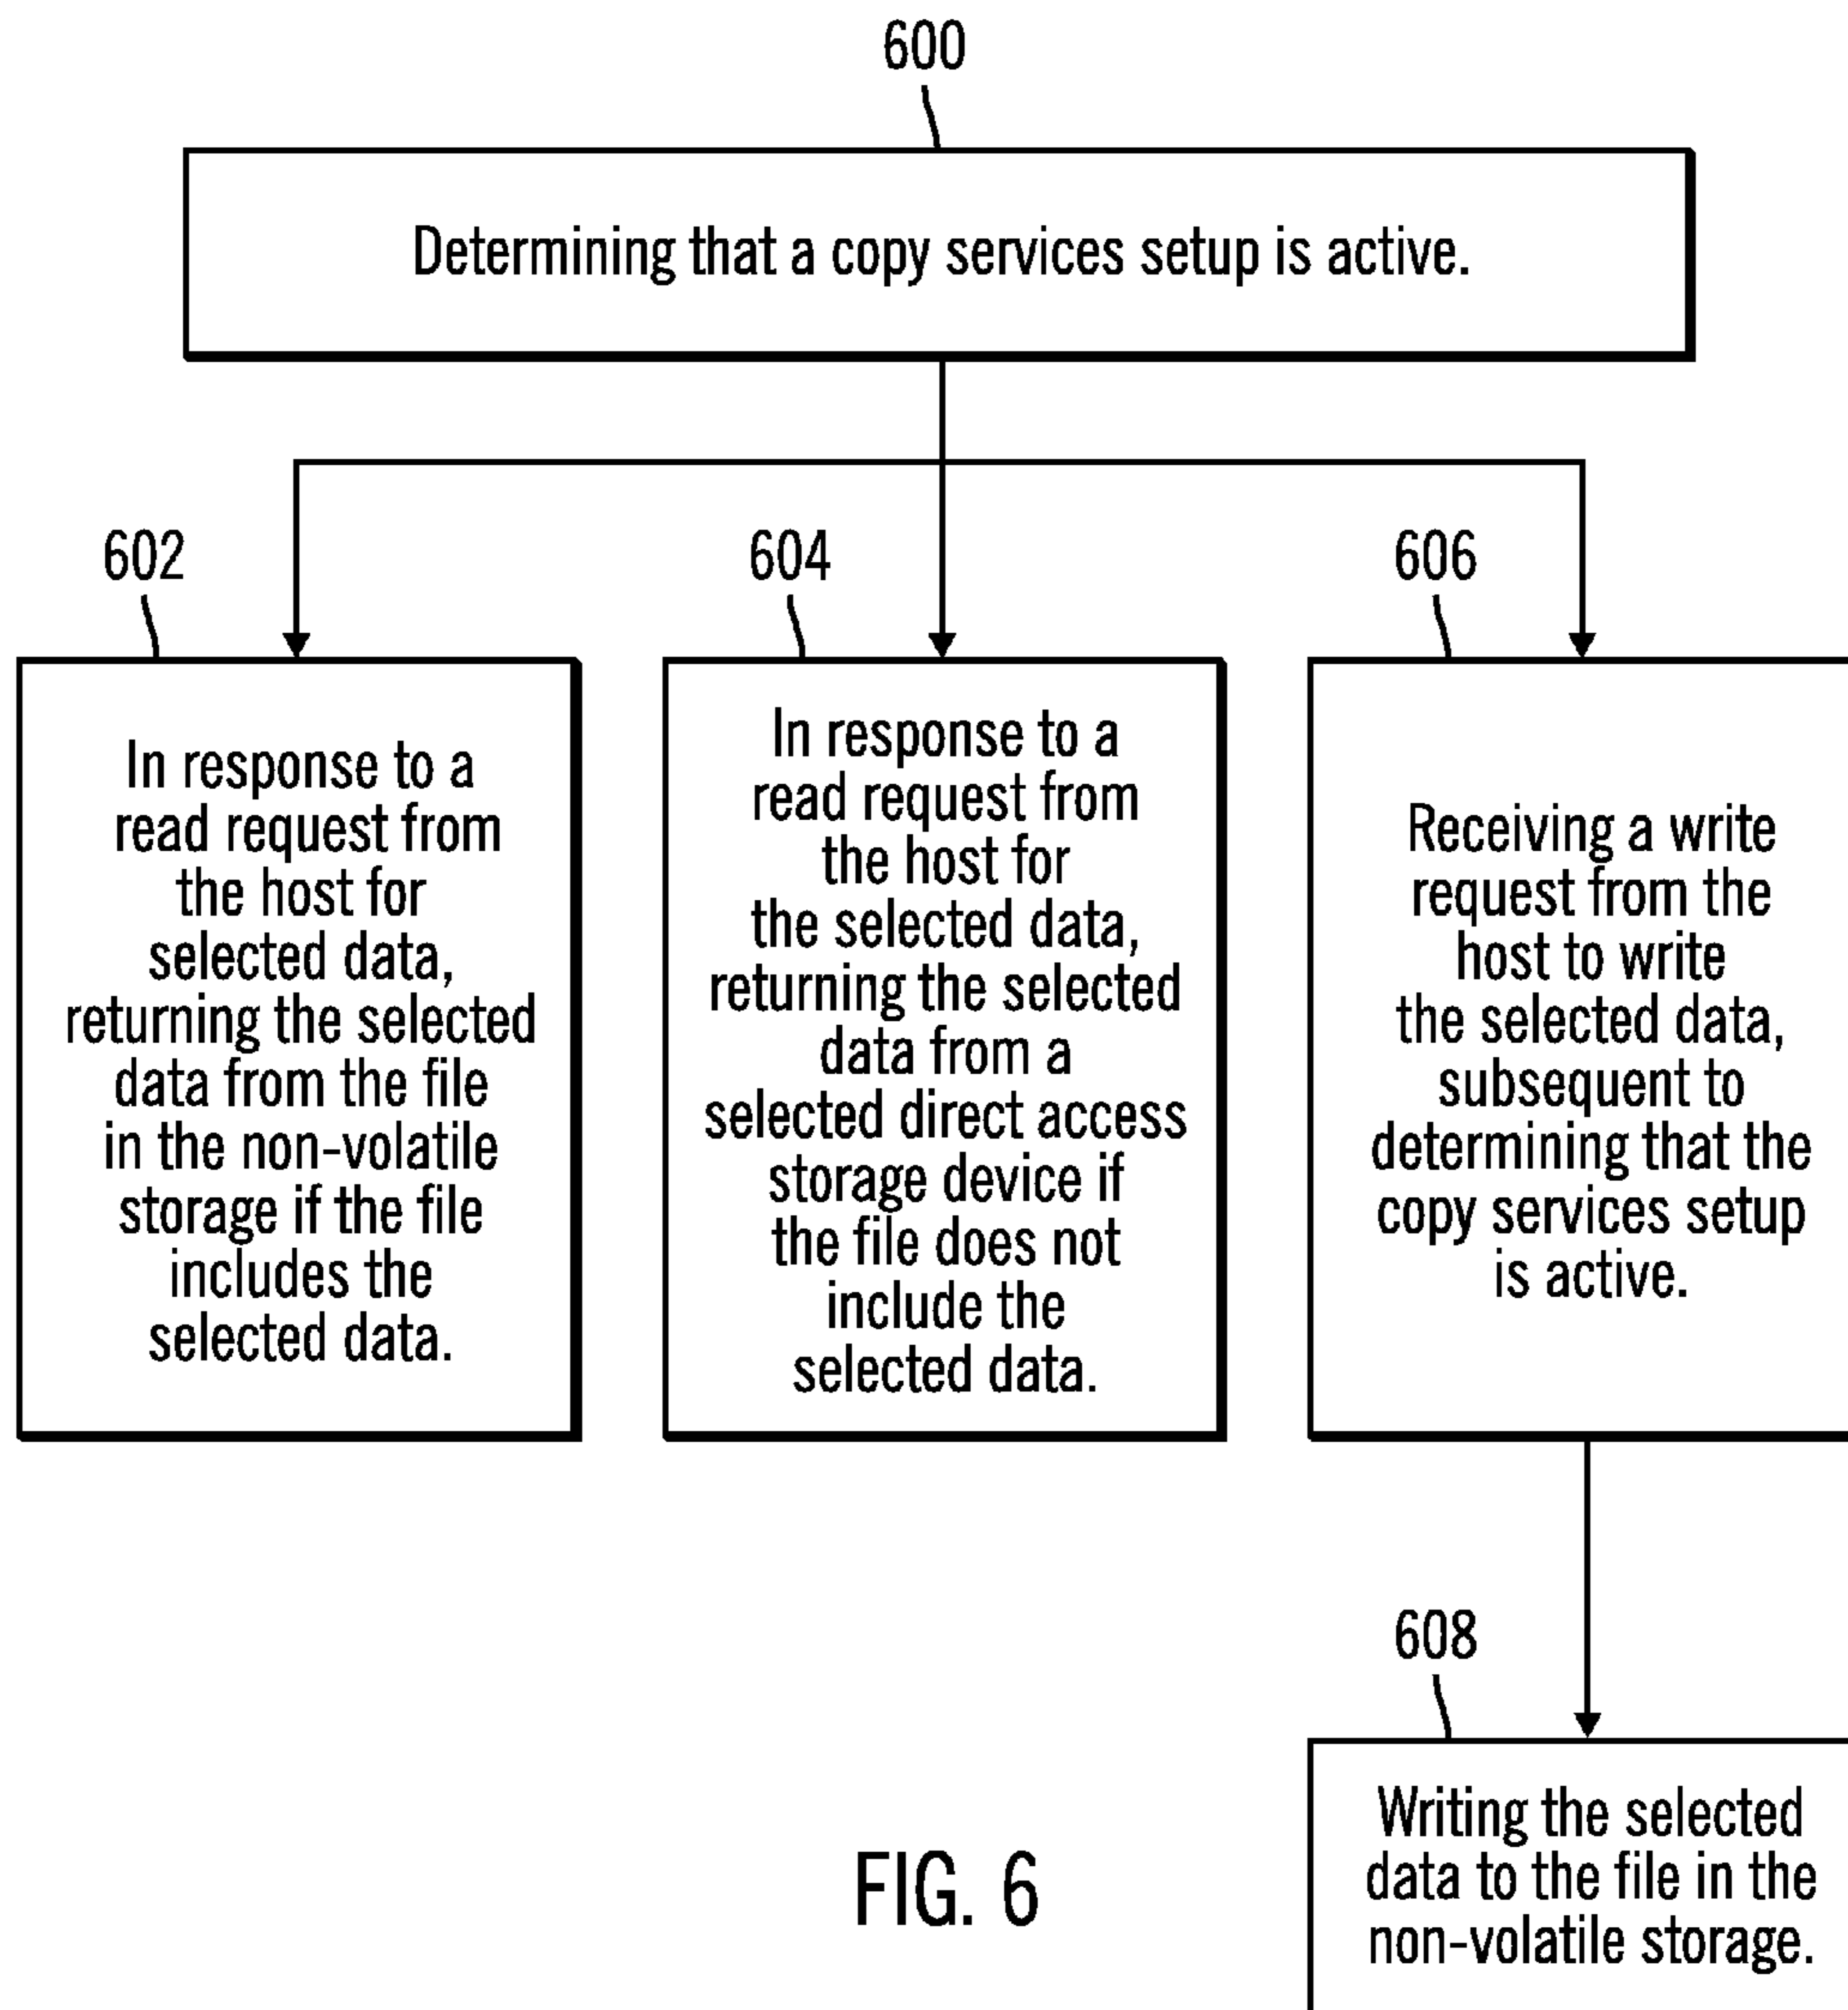 600
Determining that a copy services setup is active.
602
In response to a
read request from
the host for
selected data,
returning the selected
data from the file
in the non-volatile
storage if the file
includes the
selected data.
604
In response to a
read request from
the host for
the selected data,
returning the selected
data from a
selected direct access
storage device if
the file does not
include the
selected data.
606
Receiving a write
request from the
host to write
the selected data,
subsequent to
determining that the
copy services setup
is active.
608
Writing the selected
data to the file in the
non-volatile storage.
FIG. 6